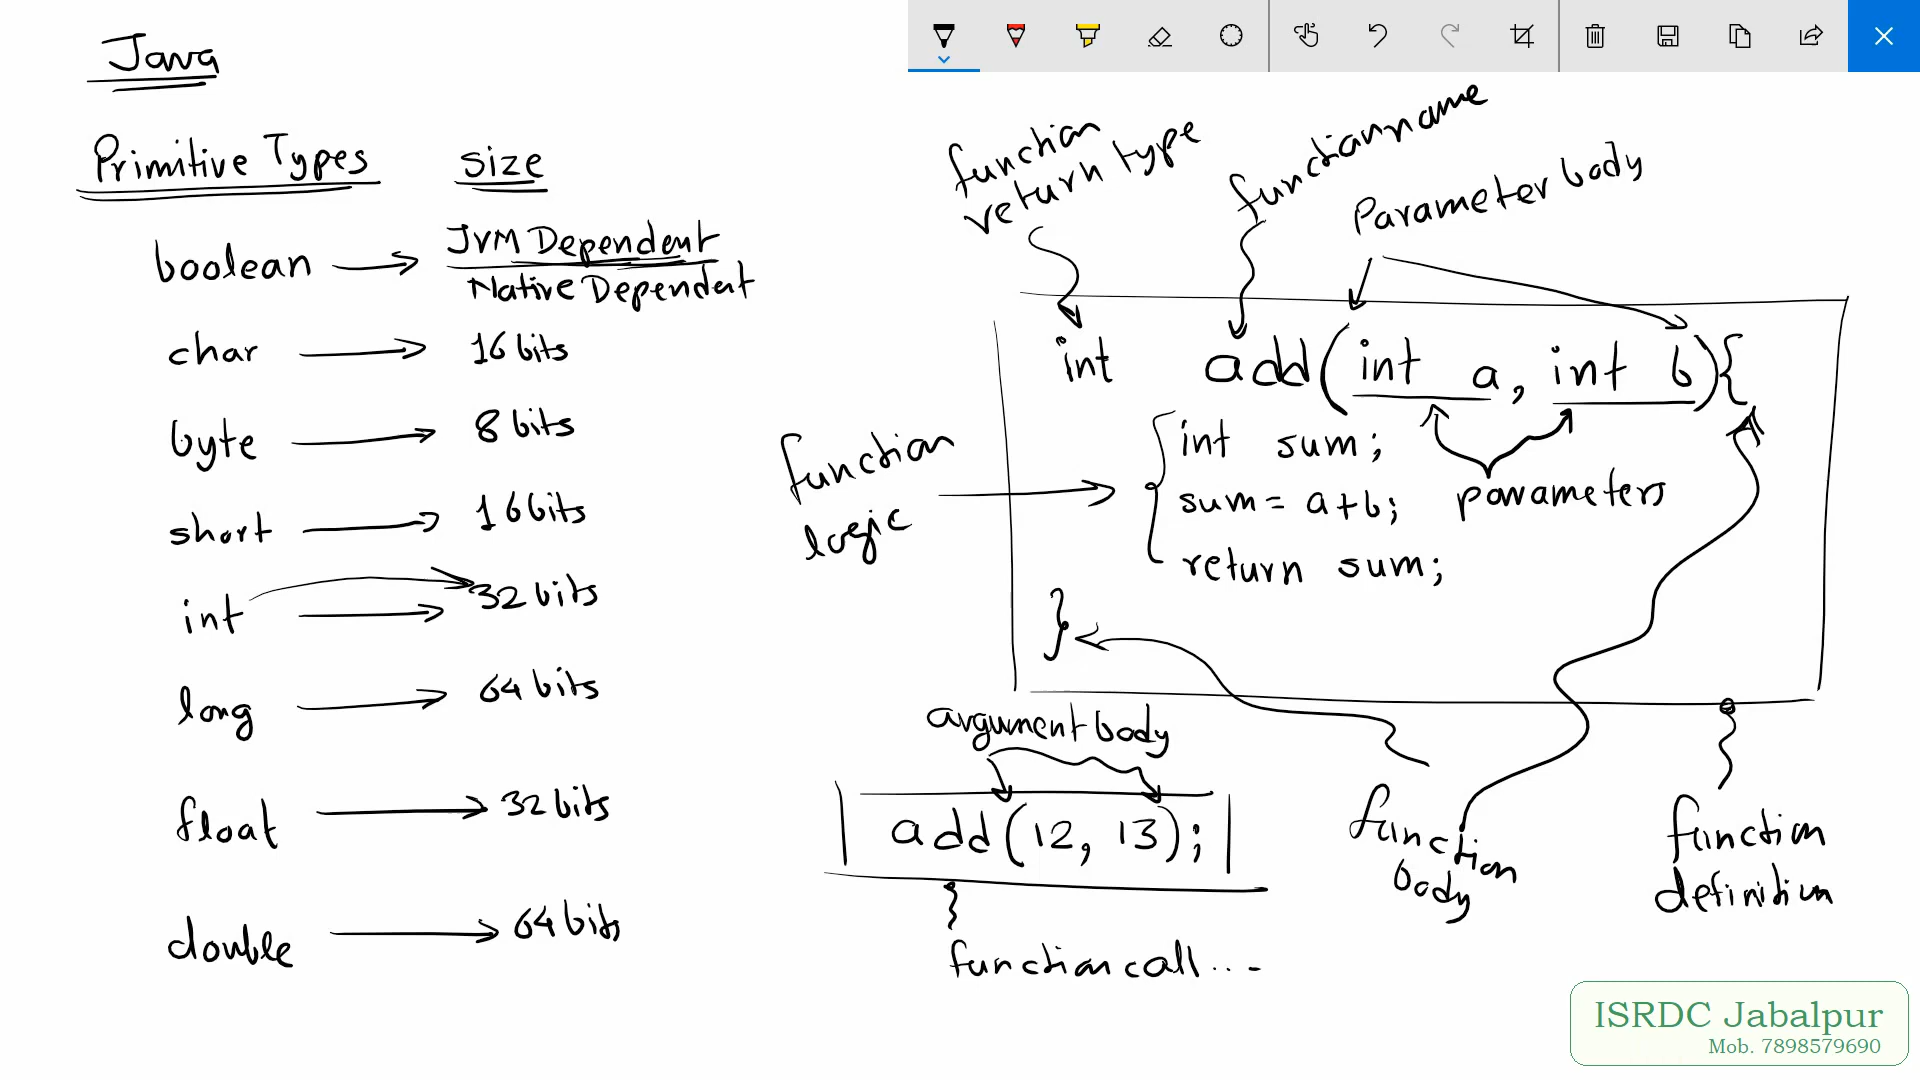 Java
Primitive Types Size
boolean JVM Dependent
Native Dependent
char 16 bits
byte 8 bits
short 16 bits
int 32 bits
long 64 bits
float 32 bits
double 64 bits
function
return type
functionname
Parameter body
int add(int a, int b){
int sum;
sum = a+b;
return sum;
}
parameters
function
logic
argument body
add(12, 13);
function call...-
function
body
function
definition
ISRDC Jabalpur
Mob. 7898579690